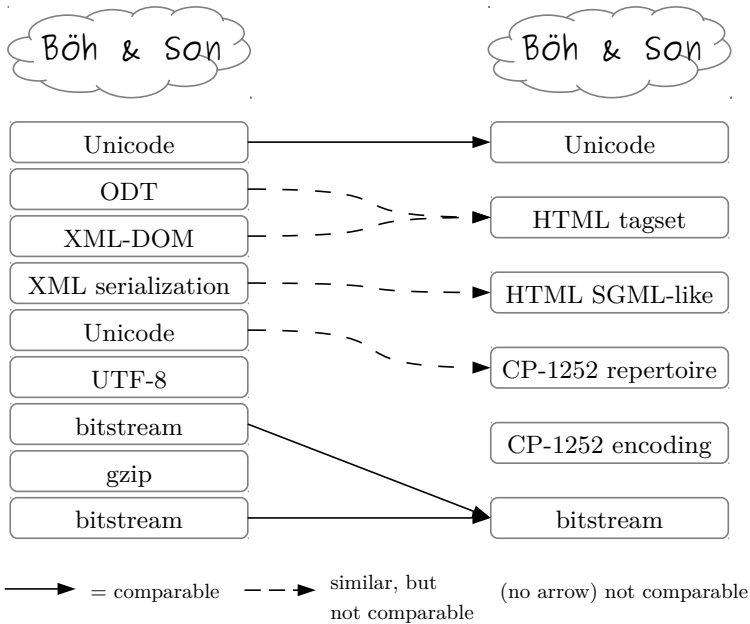 Böh & Son
Böh & Son
Unicode
ODT
XML-DOM
XML serialization
Unicode
UTF-8
bitstream
gzip
bitstream
Unicode
HTML tagset
HTML SGML-like
CP-1252 repertoire
CP-1252 encoding
bitstream
= comparable
similar, but
not comparable
(no arrow) not comparable